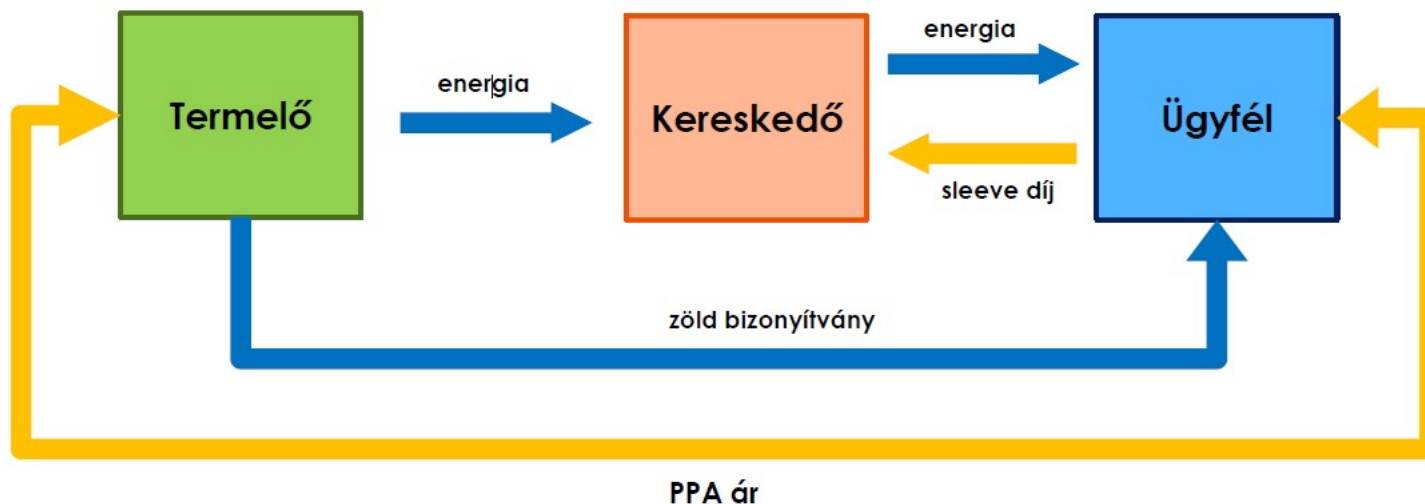 energia
energia
Termelő
Kereskedő
Ügyfél
sleeve díj
zöld bizonyítvány
PPA ár